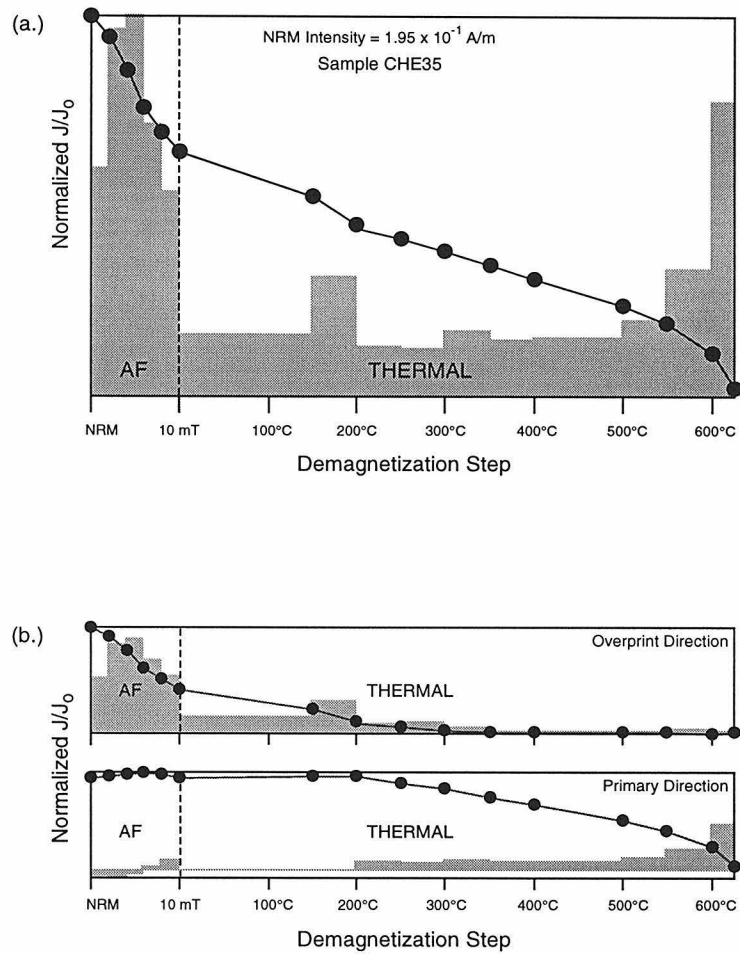 (a.)
NRM Intensity = 1.95 x 10⁻¹ A/m
Sample CHE35
Normalized J/J₀
AF
THERMAL
NRM
10 mT
100°C
200°C
300°C
400°C
500°C
600°C
Demagnetization Step
(b.)
Overprint Direction
AF
THERMAL
Normalized J/J₀
Primary Direction
AF
THERMAL
NRM
10 mT
100°C
200°C
300°C
400°C
500°C
600°C
Demagnetization Step